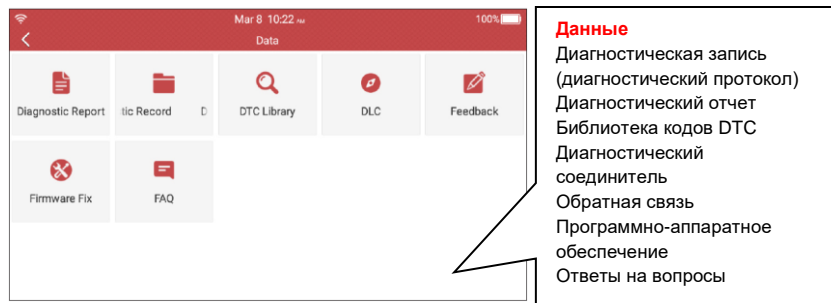 Mar 8 10:22 AM 100%
Data
Diagnostic Report
tic Record D
DTC Library
DLC
Feedback
Firmware Fix
FAQ
Данные
Диагностическая запись
(диагностический протокол)
Диагностический отчет
Библиотека кодов DTC
Диагностический
соединитель
Обратная связь
Программно-аппаратное
обеспечение
Ответы на вопросы